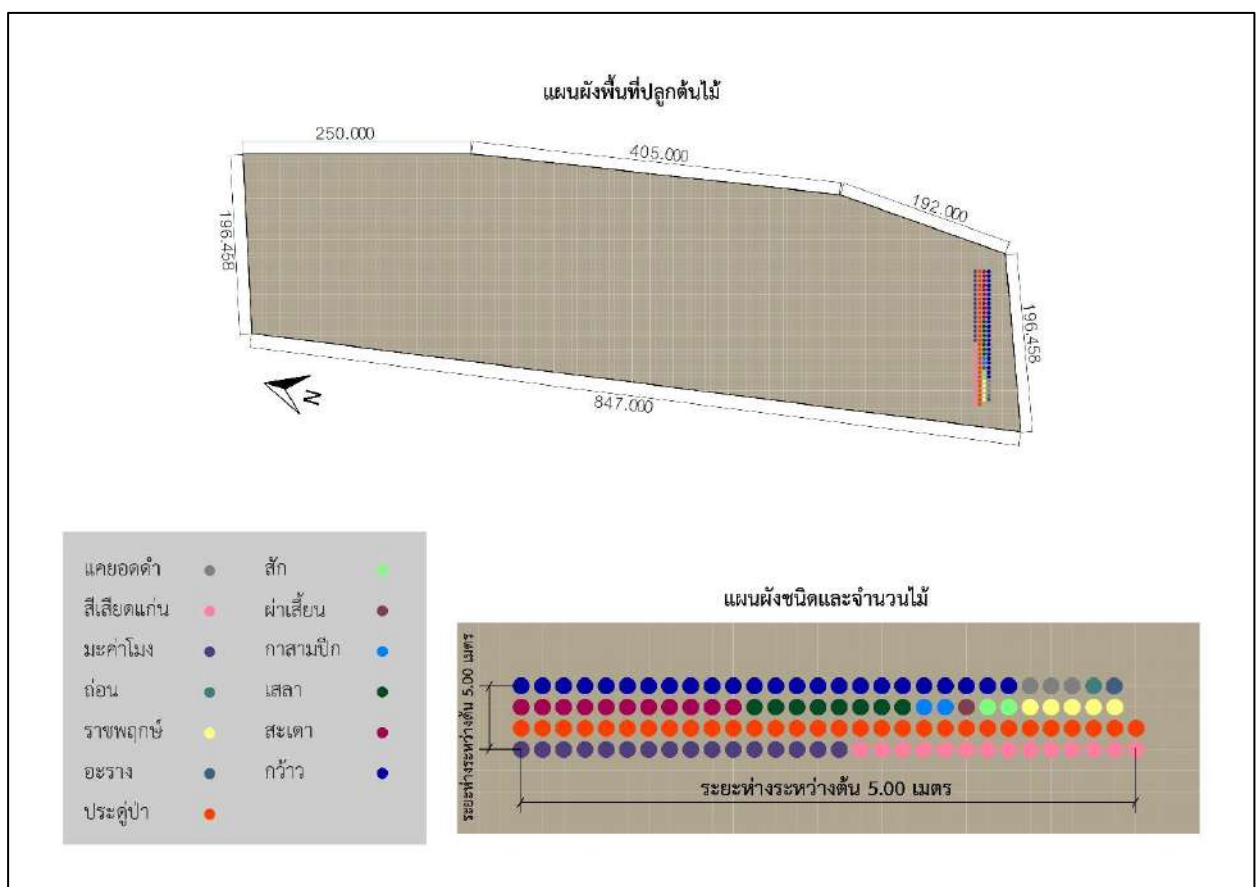 แผนผังพื้นที่ปลูกต้นไม้
250.000
405.000
192.000
196.458
196.458
847.000
N
แคยอดดำ
สัก
สีเสียดแก่น
ผ่าเสี้ยน
มะค่าโมง
กาสามปีก
ถ่อน
เสลา
ราชพฤกษ์
สะเดา
อะราง
กว้าว
ประดู่ป่า
แผนผังชนิดและจำนวนไม้
ระยะห่างระหว่างต้น 5.00 เมตร
ระยะห่างระหว่างต้น 5.00 เมตร